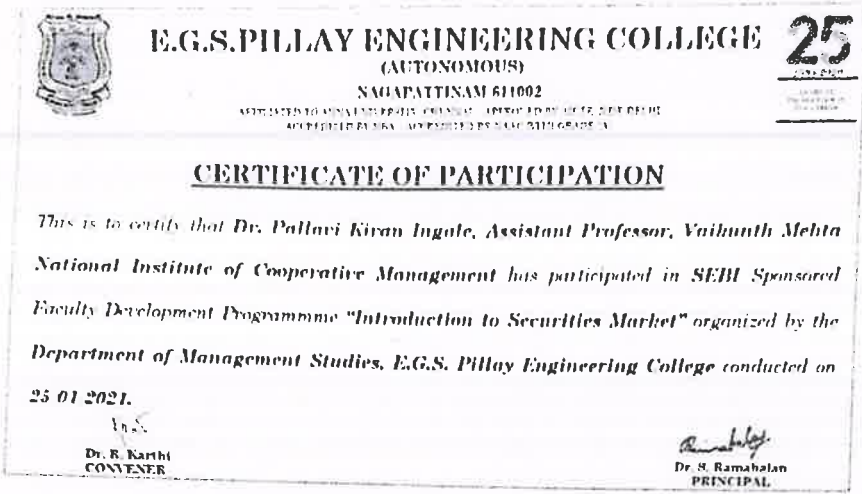 E.G.S.PILLAY ENGINEERING COLLEGE
(AUTONOMOUS)
NAGAPATTINAM 611002
25
CERTIFICATE OF PARTICIPATION
This is to certify that Dr. Pallavi Kiran Ingale, Assistant Professor, Vaikunth Mehta
National Institute of Cooperative Management has participated in SEBI Sponsored
Faculty Development Programmme "Introduction to Securities Market" organized by the
Department of Management Studies, E.G.S. Pillay Engineering College conducted on
25 01 2021.
Dr. R. Karthi
CONVENER
Dr. S. Ramabalan
PRINCIPAL